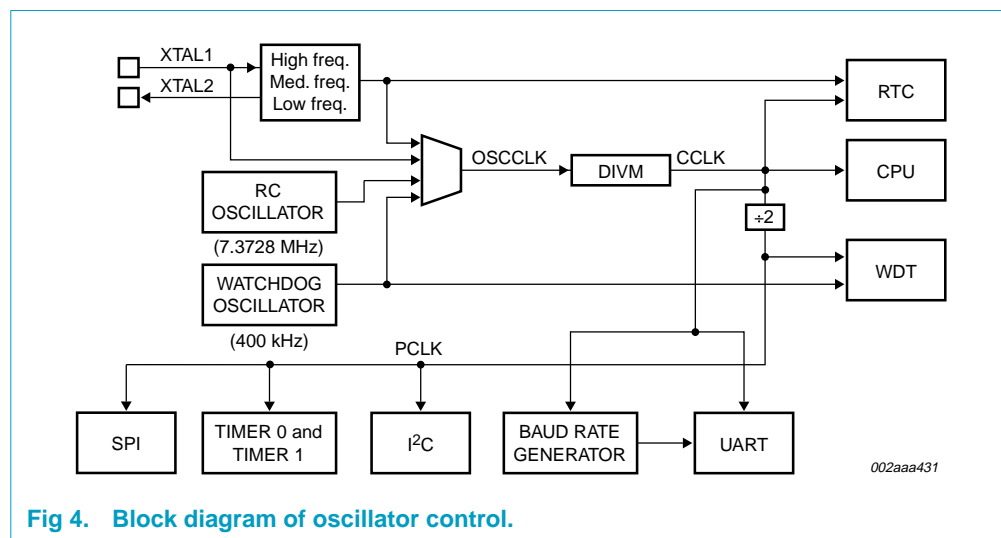 XTAL1
XTAL2
High freq.
Med. freq.
Low freq.
RTC
OSCCLK
DIVM
CCLK
CPU
RC
OSCILLATOR
(7.3728 MHz)
÷2
WATCHDOG
OSCILLATOR
(400 kHz)
WDT
PCLK
SPI
TIMER 0 and
TIMER 1
I²C
BAUD RATE
GENERATOR
UART
002aaa431
Fig 4. Block diagram of oscillator control.